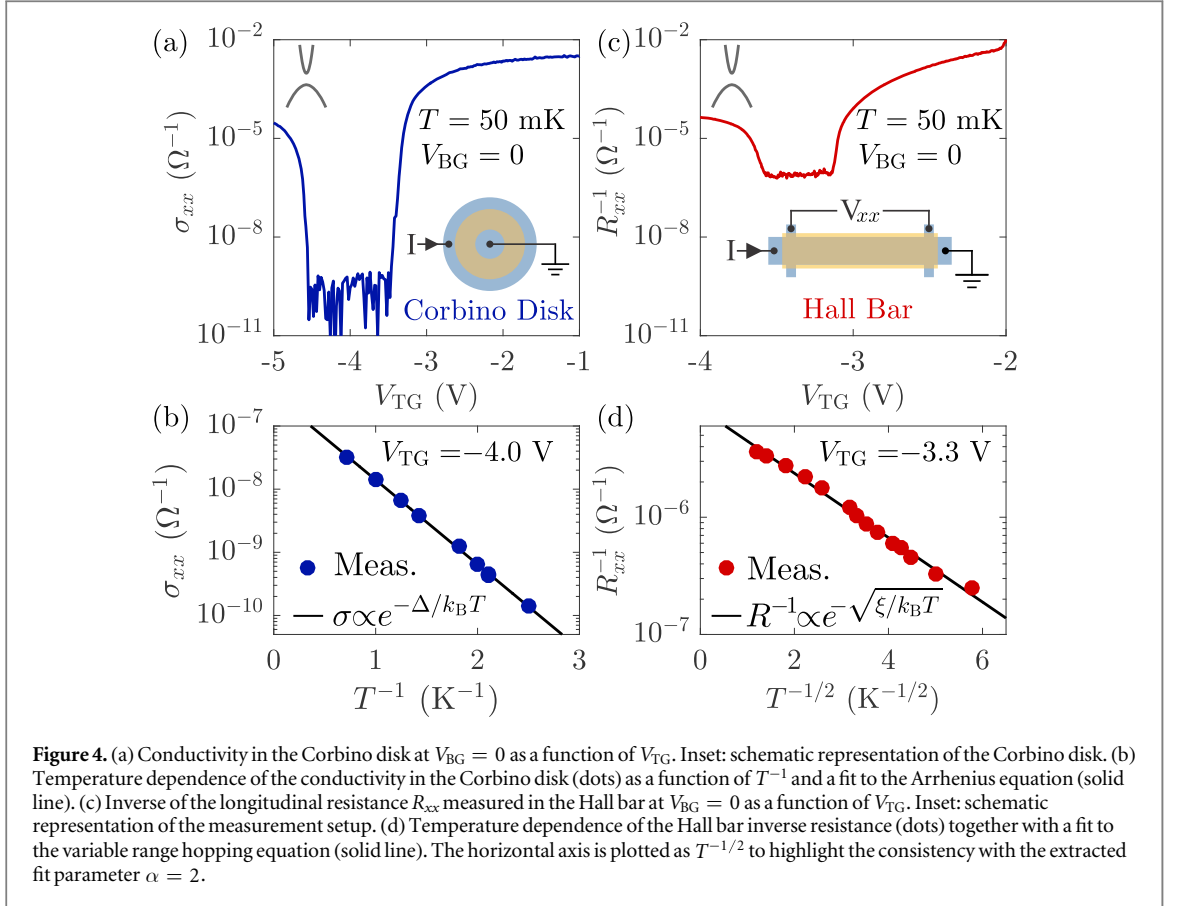 (a)
10⁻²
10⁻⁵
10⁻⁸
10⁻¹¹
σxx (Ω⁻¹)
T = 50 mK
VBG = 0
I
Corbino Disk
-5 -4 -3 -2 -1
VTG (V)
(c)
10⁻²
10⁻⁵
10⁻⁸
10⁻¹¹
R⁻¹xx (Ω⁻¹)
T = 50 mK
VBG = 0
Vxx
I
Hall Bar
-4 -3 -2
VTG (V)
(b)
10⁻⁷
10⁻⁸
10⁻⁹
10⁻¹⁰
σxx (Ω⁻¹)
VTG =−4.0 V
Meas.
σ∝e^−Δ/kBT
0 1 2 3
T⁻¹ (K⁻¹)
(d)
10⁻⁶
10⁻⁷
R⁻¹xx (Ω⁻¹)
VTG =−3.3 V
Meas.
R⁻¹∝e^−√ξ/kBT
0 2 4 6
T⁻¹/² (K⁻¹/²)
Figure 4. (a) Conductivity in the Corbino disk at VBG = 0 as a function of VTG. Inset: schematic representation of the Corbino disk. (b)
Temperature dependence of the conductivity in the Corbino disk (dots) as a function of T⁻¹ and a fit to the Arrhenius equation (solid
line). (c) Inverse of the longitudinal resistance Rxx measured in the Hall bar at VBG = 0 as a function of VTG. Inset: schematic
representation of the measurement setup. (d) Temperature dependence of the Hall bar inverse resistance (dots) together with a fit to
the variable range hopping equation (solid line). The horizontal axis is plotted as T⁻¹/² to highlight the consistency with the extracted
fit parameter α = 2.